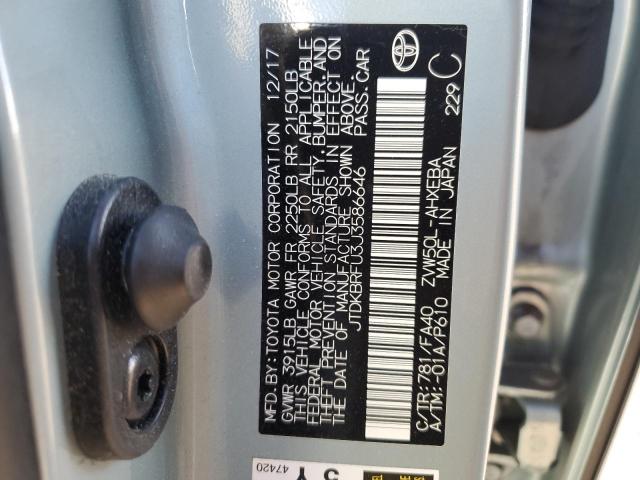 MFD. BY: TOYOTA MOTOR CORPORATION 12/17
GVWR 3915LB GAWR FR 2250LB RR 2150LB
THIS VEHICLE CONFORMS TO ALL APPLICABLE
FEDERAL MOTOR VEHICLE SAFETY, BUMPER, AND
THEFT PREVENTION STANDARDS IN EFFECT ON
DATE OF MANUFACTURE SHOWN ABOVE.
JTDKBRFU3J3586646 PASS. CAR
C/TR: 781/FA40 ZVW50L-AHXEBA
A/TM: -01A/P610 MADE IN JAPAN 229 C
47420
5Y